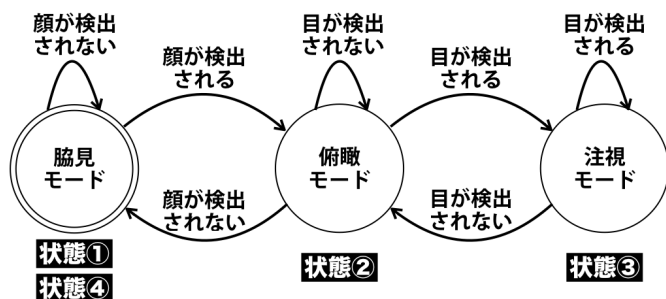 顔が検出
されない
顔が検出
される
目が検出
されない
目が検出
される
目が検出
される
脇見
モード
俯瞰
モード
注視
モード
顔が検出
されない
目が検出
されない
状態①
状態②
状態③
状態④